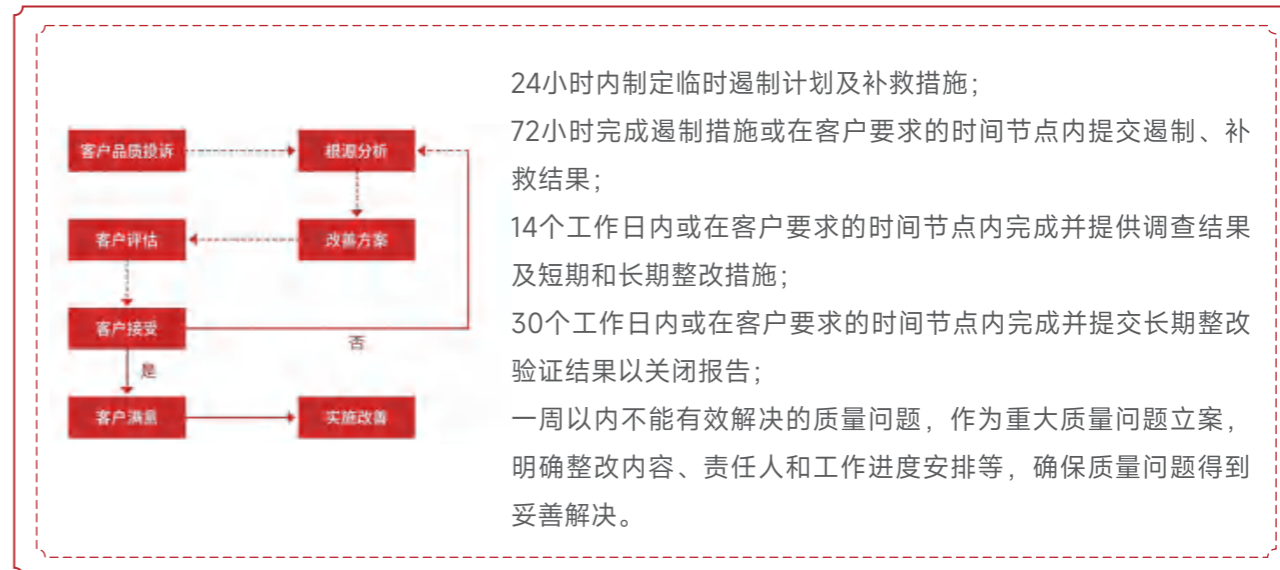 客户品质投诉
根源分析
客户评估
改善方案
客户接受
否
是
客户满意
实施改善
24小时内制定临时遏制计划及补救措施；
72小时完成遏制措施或在客户要求的时间节点内提交遏制、补
救结果；
14个工作日内或在客户要求的时间节点内完成并提供调查结果
及短期和长期整改措施；
30个工作日内或在客户要求的时间节点内完成并提交长期整改
验证结果以关闭报告；
一周以内不能有效解决的质量问题，作为重大质量问题立案，
明确整改内容、责任人和工作进度安排等，确保质量问题得到
妥善解决。